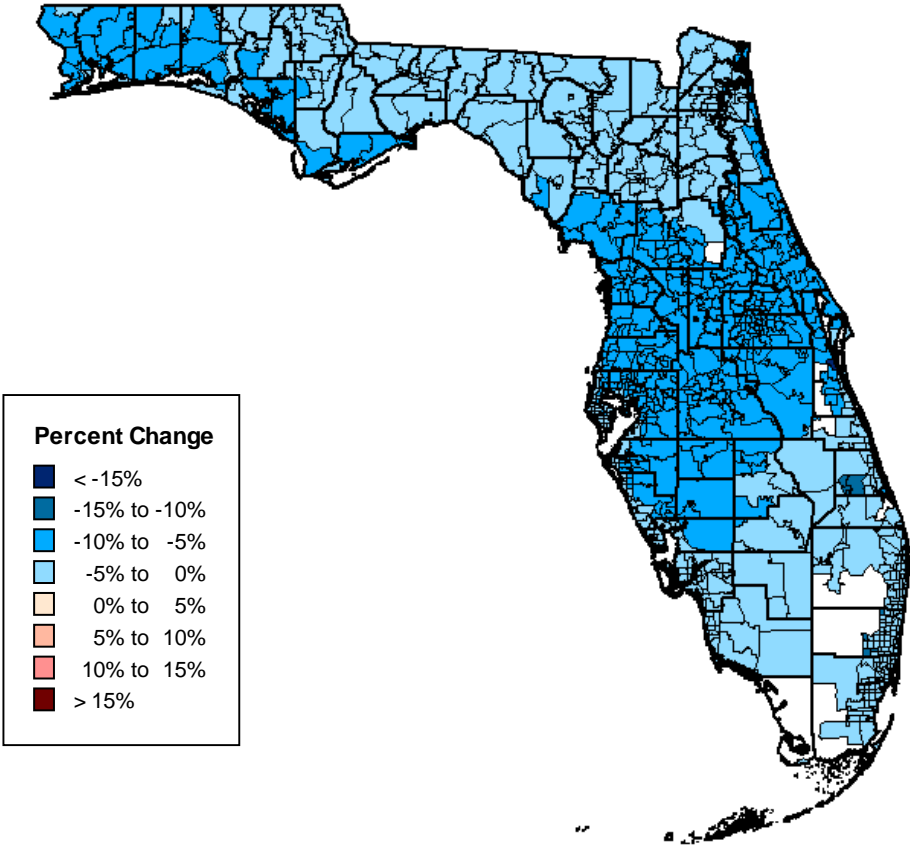 Percent Change
< -15%
-15% to -10%
-10% to -5%
-5% to 0%
0% to 5%
5% to 10%
10% to 15%
> 15%